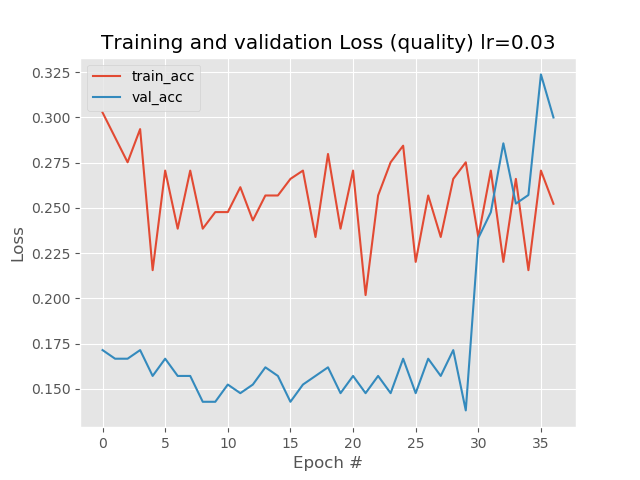 Training and validation Loss (quality) lr=0.03
train_acc
val_acc
0.325
0.300
0.275
0.250
0.225
0.200
0.175
0.150
Loss
0 5 10 15 20 25 30 35
Epoch #